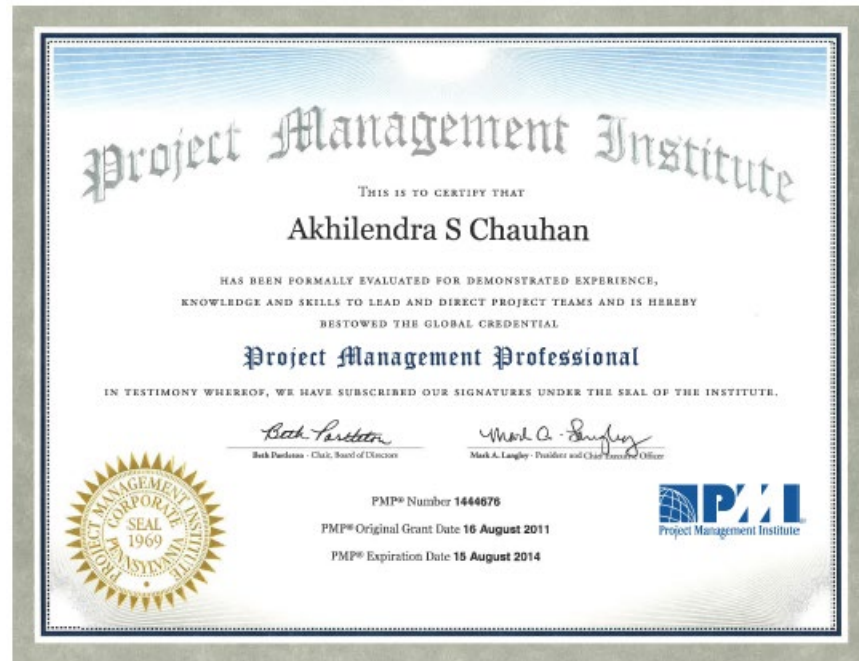 Project Management Institute
THIS IS TO CERTIFY THAT
Akhilendra S Chauhan
HAS BEEN FORMALLY EVALUATED FOR DEMONSTRATED EXPERIENCE,
KNOWLEDGE AND SKILLS TO LEAD AND DIRECT PROJECT TEAMS AND IS HEREBY
BESTOWED THE GLOBAL CREDENTIAL
Project Management Professional
IN TESTIMONY WHEREOF, WE HAVE SUBSCRIBED OUR SIGNATURES UNDER THE SEAL OF THE INSTITUTE.
Beth Partleton Mark A. Langley
Beth Partleton - Chair, Board of Directors Mark A. Langley - President and Chief Executive Officer
PROJECT MANAGEMENT INSTITUTE
CORPORATE
SEAL
1969
PENNSYLVANIA
PMP® Number 1444676
PMP® Original Grant Date 16 August 2011
PMP® Expiration Date 15 August 2014
PMI
Project Management Institute